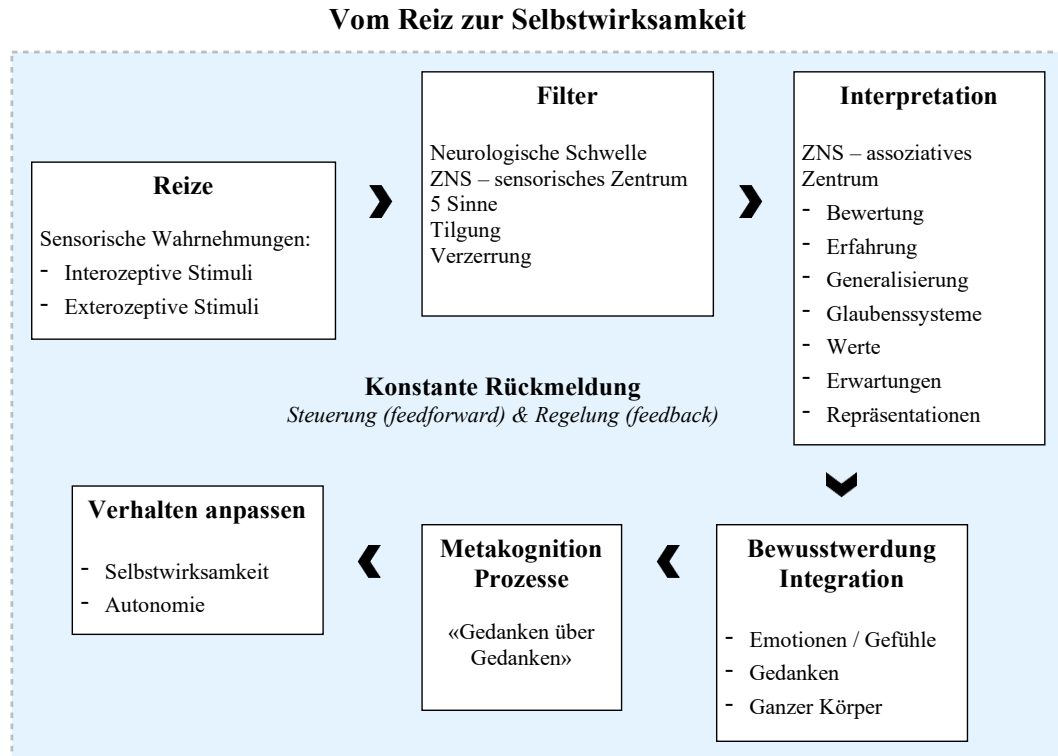 Vom Reiz zur Selbstwirksamkeit
Reize
Sensorische Wahrnehmungen:
- Interozeptive Stimuli
- Exterozeptive Stimuli
Filter
Neurologische Schwelle
ZNS – sensorisches Zentrum
5 Sinne
Tilgung
Verzerrung
Interpretation
ZNS – assoziatives
Zentrum
- Bewertung
- Erfahrung
- Generalisierung
- Glaubenssysteme
- Werte
- Erwartungen
- Repräsentationen
Konstante Rückmeldung
Steuerung (feedforward) & Regelung (feedback)
Bewusstwerdung
Integration
- Emotionen / Gefühle
- Gedanken
- Ganzer Körper
Metakognition
Prozesse
«Gedanken über
Gedanken»
Verhalten anpassen
- Selbstwirksamkeit
- Autonomie